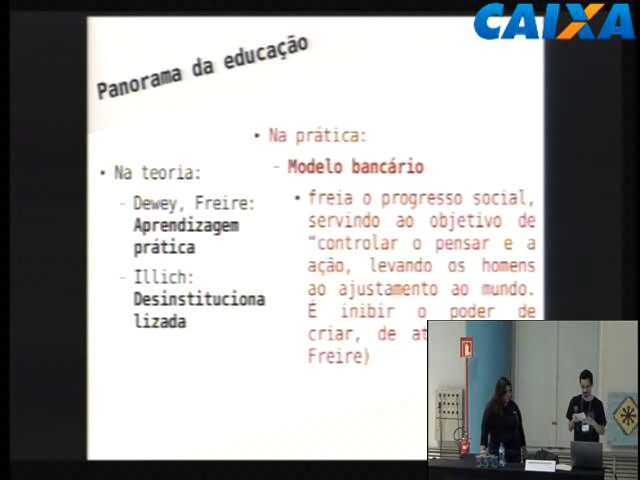 CAIXA
Panorama da educação
• Na teoria:
- Dewey, Freire:
Aprendizagem
prática
- Illich:
Desinstituciona
lizada
• Na prática:
- Modelo bancário
• freia o progresso social,
servindo ao objetivo de
“controlar o pensar e a
ação, levando os homens
ao ajustamento ao mundo.
É inibir o poder de
criar, de
Freire)